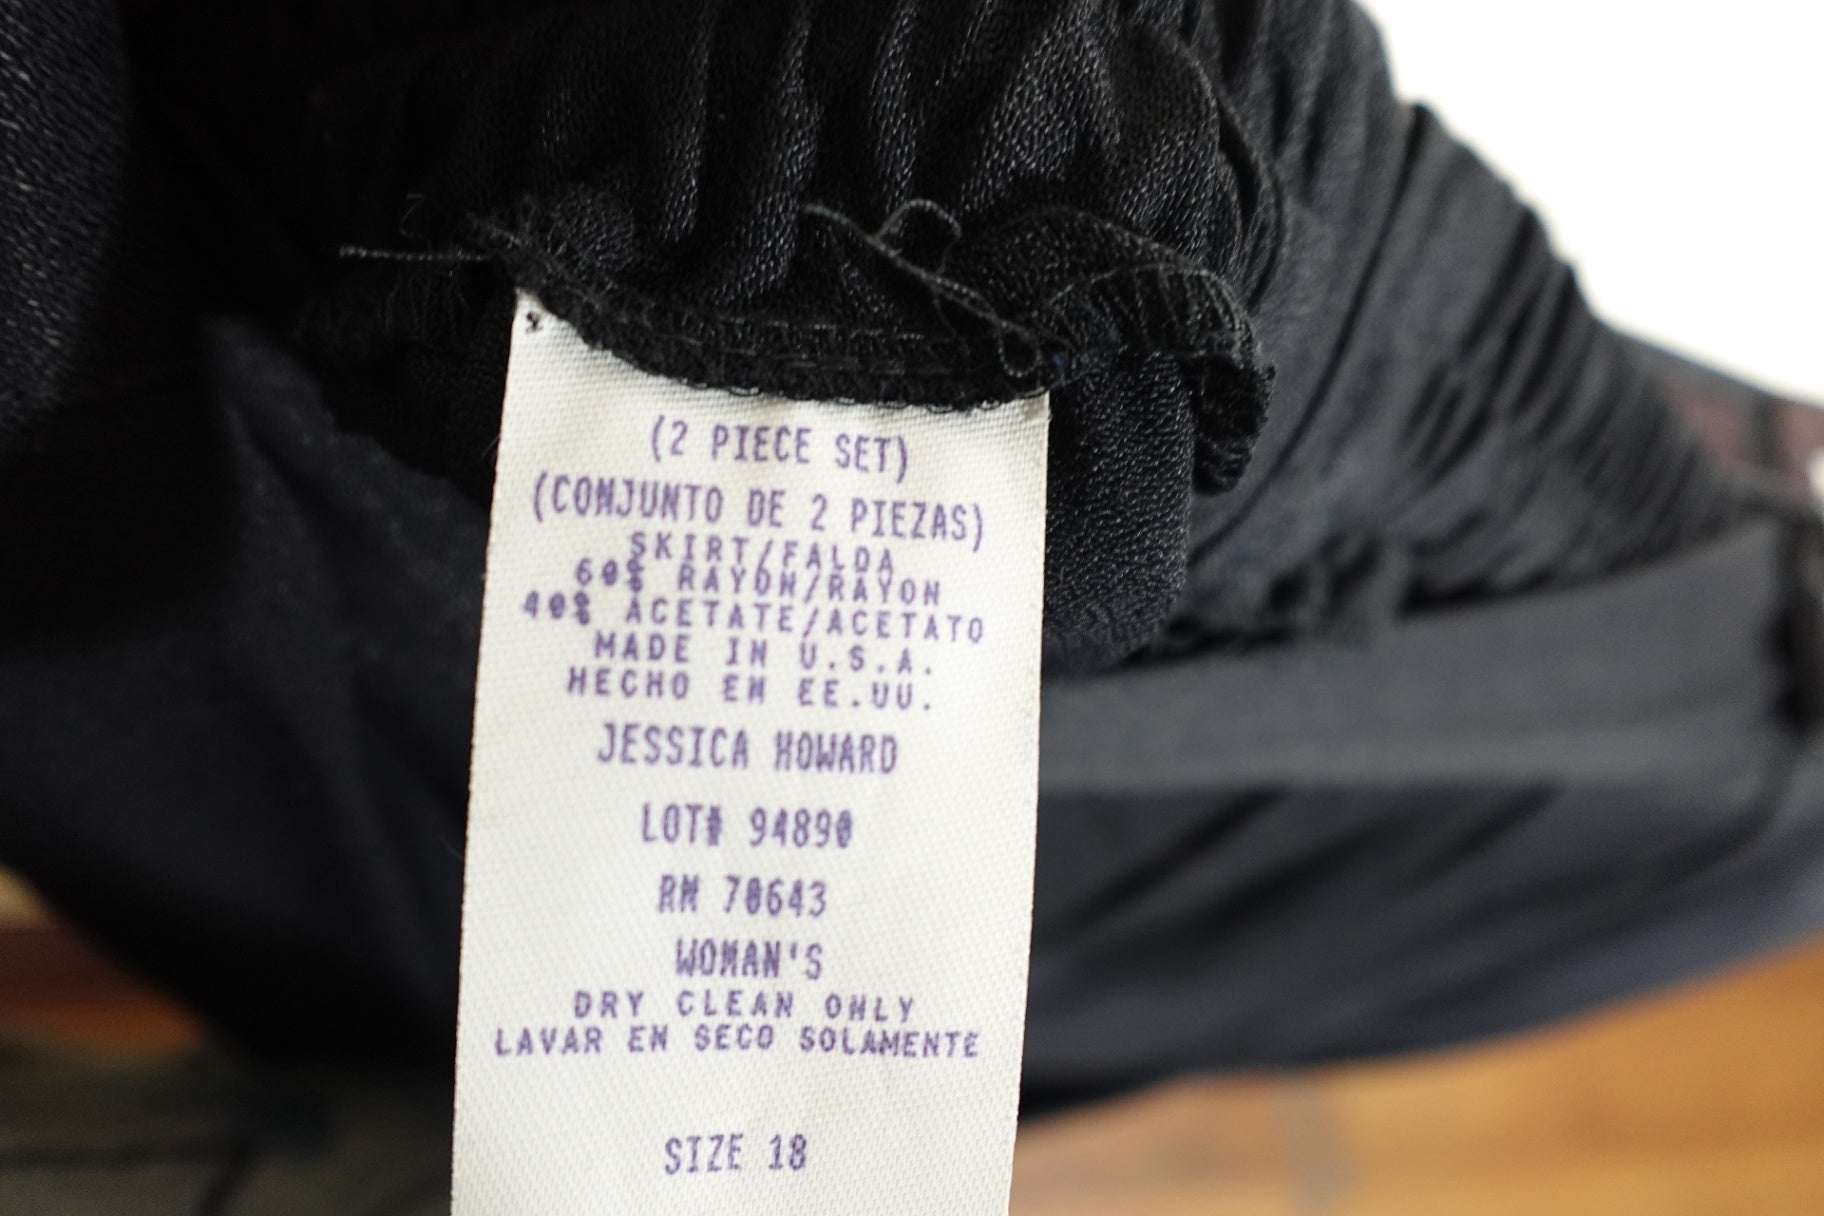 (2 PIECE SET)
(CONJUNTO DE 2 PIEZAS)
SKIRT/FALDA
60% RAYON/RAYON
40% ACETATE/ACETATO
MADE IN U.S.A.
HECHO EN EE.UU.
JESSICA HOWARD
LOT# 94890
RN 70643
WOMAN'S
DRY CLEAN ONLY
LAVAR EN SECO SOLAMENTE
SIZE 18